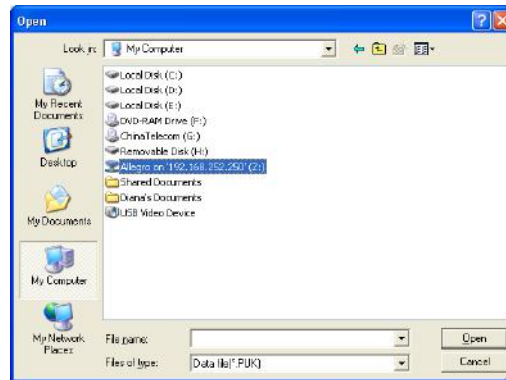 Open
Look in: My Computer
My Recent
Documents
Desktop
My Documents
My Computer
My Network
Places
Local Disk (C:)
Local Disk (D:)
Local Disk (E:)
DVD-RAM Drive (F:)
ChinaTelecom (G:)
Removable Disk (H:)
Allegro on '192.168.252.250' (Z:)
Shared Documents
Diana's Documents
USB Video Device
File name:
Open
Files of type: Data file(*.PUK)
Cancel